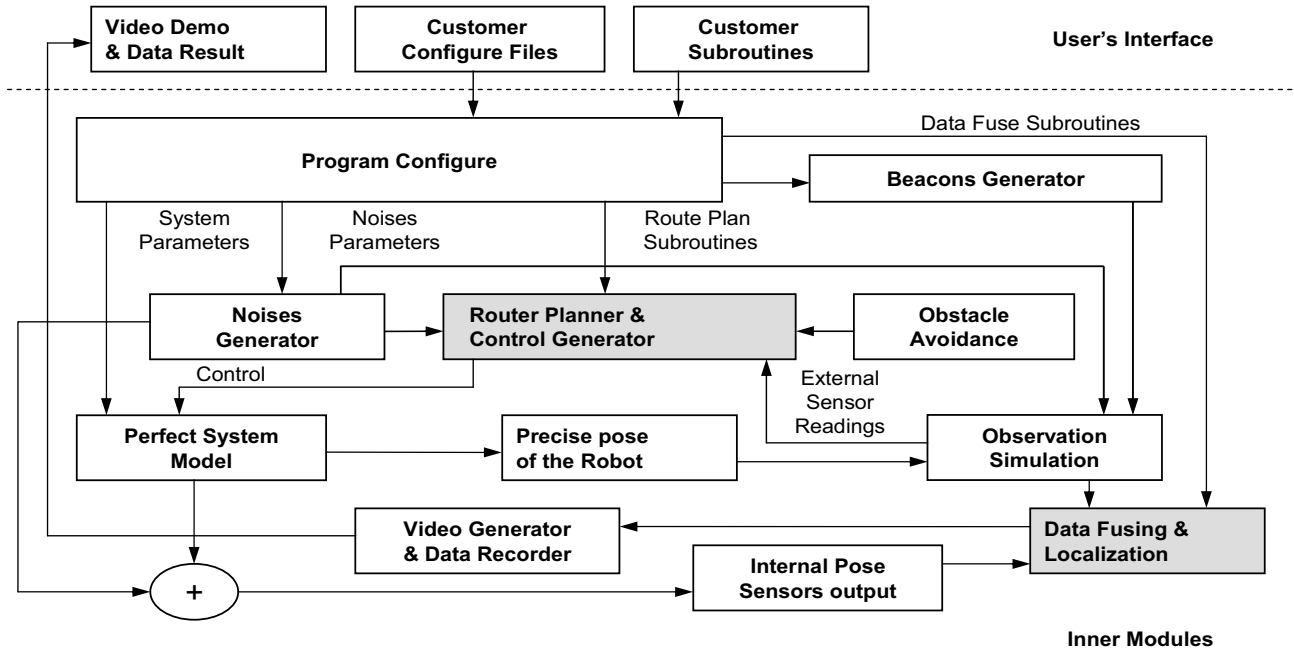 Video Demo
& Data Result
Customer
Configure Files
Customer
Subroutines
User's Interface
Data Fuse Subroutines
Program Configure
Beacons Generator
System
Parameters
Noises
Parameters
Route Plan
Subroutines
Noises
Generator
Router Planner &
Control Generator
Obstacle
Avoidance
Control
External
Sensor
Readings
Perfect System
Model
Precise pose
of the Robot
Observation
Simulation
Video Generator
& Data Recorder
Data Fusing &
Localization
Internal Pose
Sensors output
+
Inner Modules